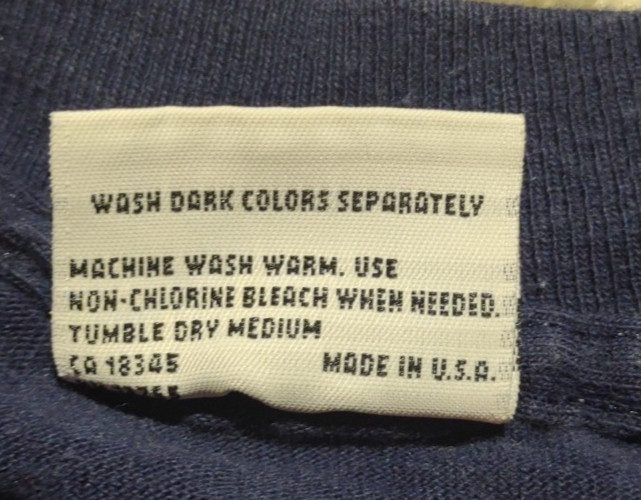 WASH DARK COLORS SEPARATELY
MACHINE WASH WARM. USE
NON-CHLORINE BLEACH WHEN NEEDED.
TUMBLE DRY MEDIUM
CA 18345 MADE IN U.S.A.